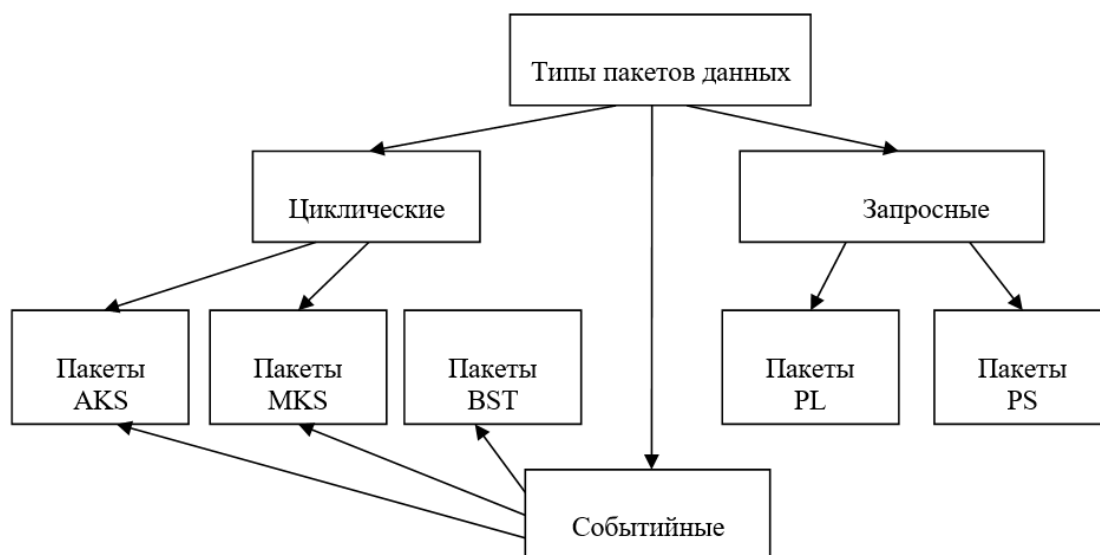 Типы пакетов данных
Циклические
Запросные
Пакеты
AKS
Пакеты
MKS
Пакеты
BST
Пакеты
PL
Пакеты
PS
Событийные